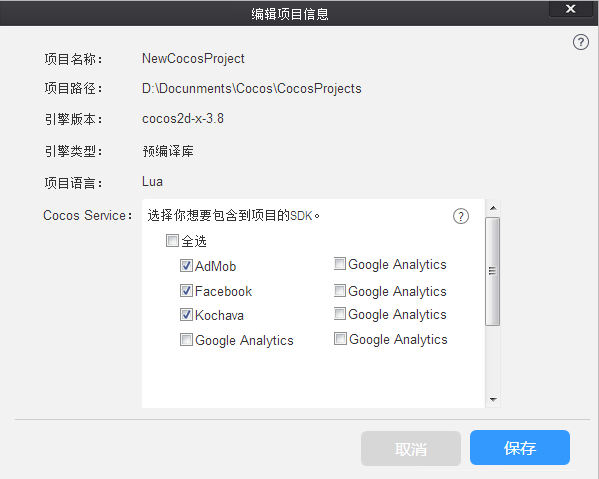 编辑项目信息
项目名称： NewCocosProject
项目路径： D:\Docunments\Cocos\CocosProjects
引擎版本： cocos2d-x-3.8
引擎类型： 预编译库
项目语言： Lua
Cocos Service： 选择你想要包含到项目的SDK。
全选
AdMob Google Analytics
Facebook Google Analytics
Kochava Google Analytics
Google Analytics Google Analytics
取消 保存